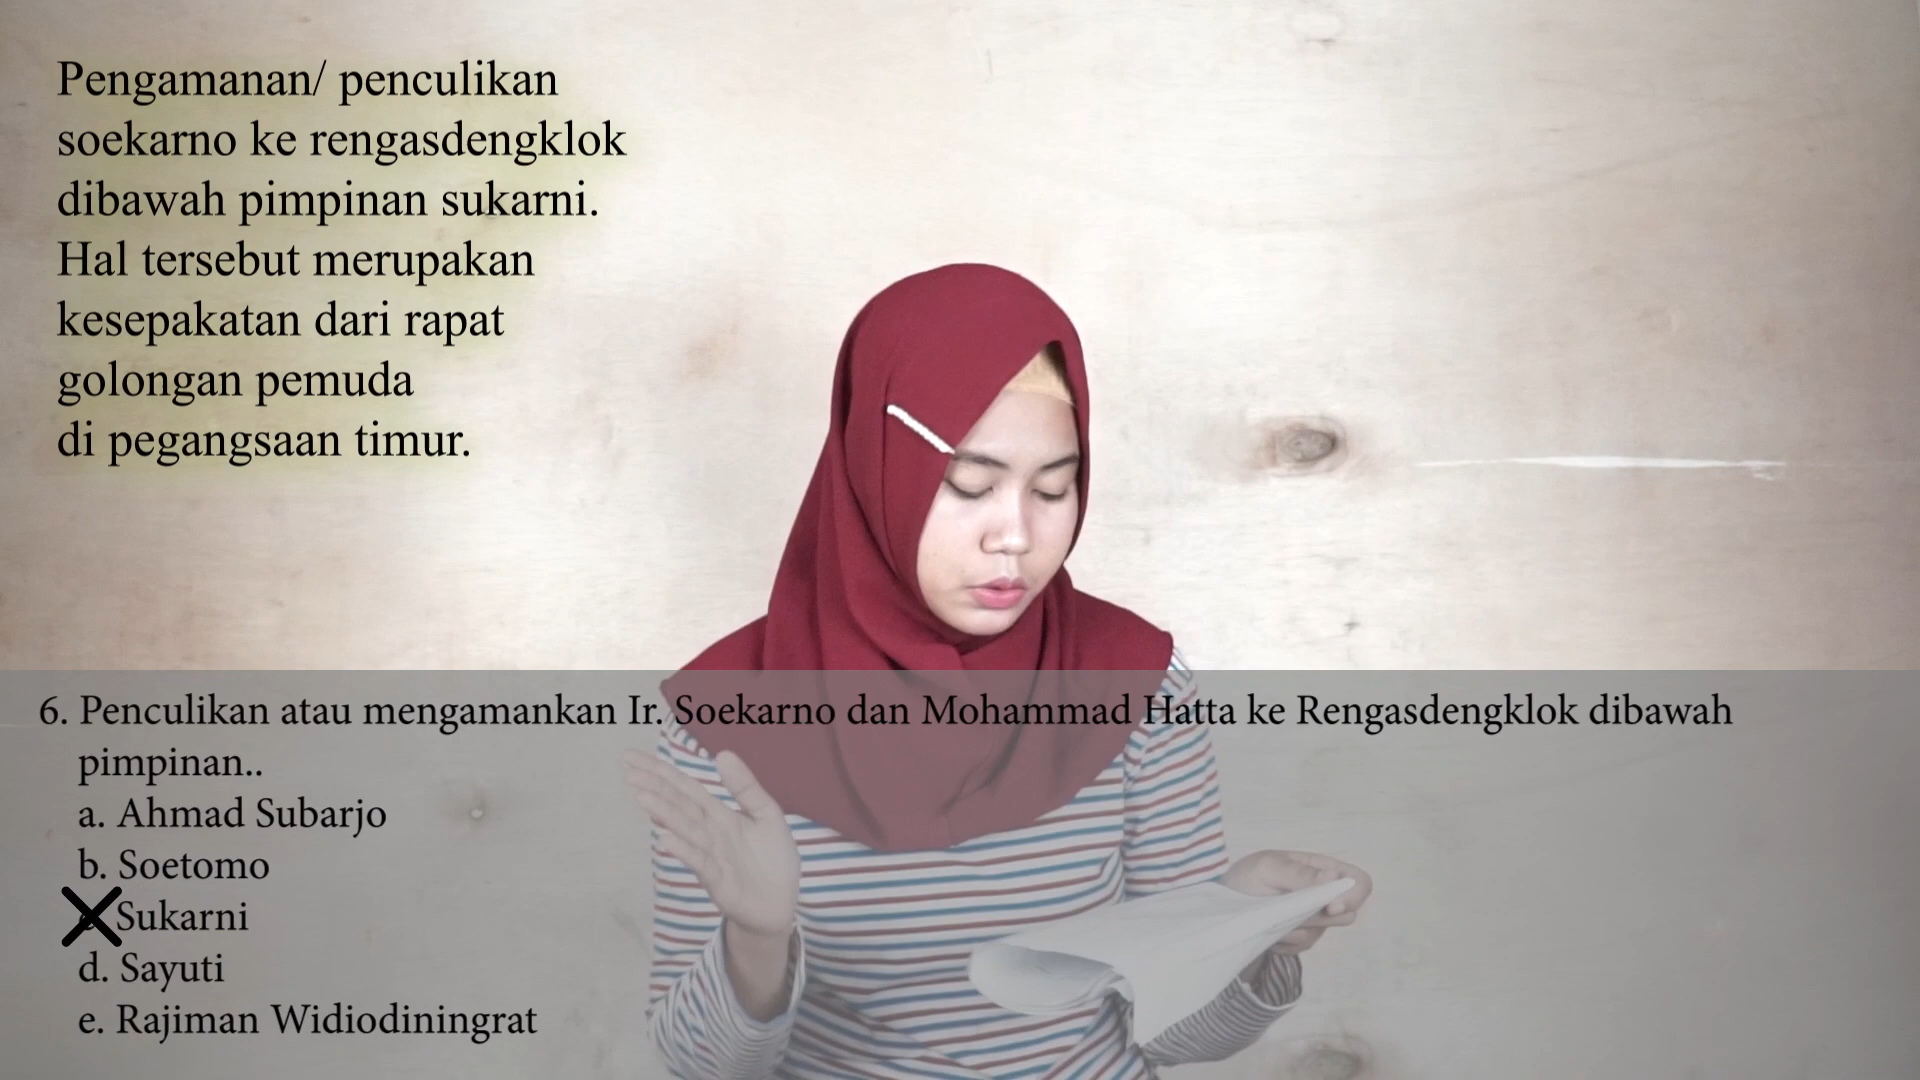 Pengamanan/ penculikan
soekarno ke rengasdengklok
dibawah pimpinan sukarni.
Hal tersebut merupakan
kesepakatan dari rapat
golongan pemuda
di pegangsaan timur.
6. Penculikan atau mengamankan Ir. Soekarno dan Mohammad Hatta ke Rengasdengklok dibawah
pimpinan..
a. Ahmad Subarjo
b. Soetomo
c. Sukarni
d. Sayuti
e. Rajiman Widiodiningrat